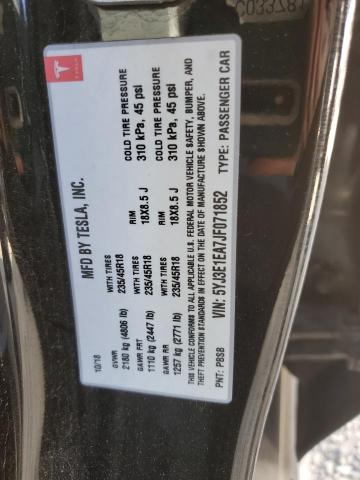 TESLA
MFD BY TESLA, INC.
10/18
GVWR
2180 kg (4806 lb)
GAWR FRT WITH TIRES RIM COLD TIRE PRESSURE
1110 kg (2447 lb) 235/45R18 18X8.5 J 310 kPa, 45 psi
GAWR RR WITH TIRES RIM COLD TIRE PRESSURE
1257 kg (2771 lb) 235/45R18 18X8.5 J 310 kPa, 45 psi
THIS VEHICLE CONFORMS TO ALL APPLICABLE U.S. FEDERAL MOTOR VEHICLE SAFETY, BUMPER, AND
THEFT PREVENTION STANDARDS IN EFFECT ON THE DATE OF MANUFACTURE SHOWN ABOVE.
VIN: 5YJ3E1EA7JF071852
PNT: PBSB TYPE: PASSENGER CAR